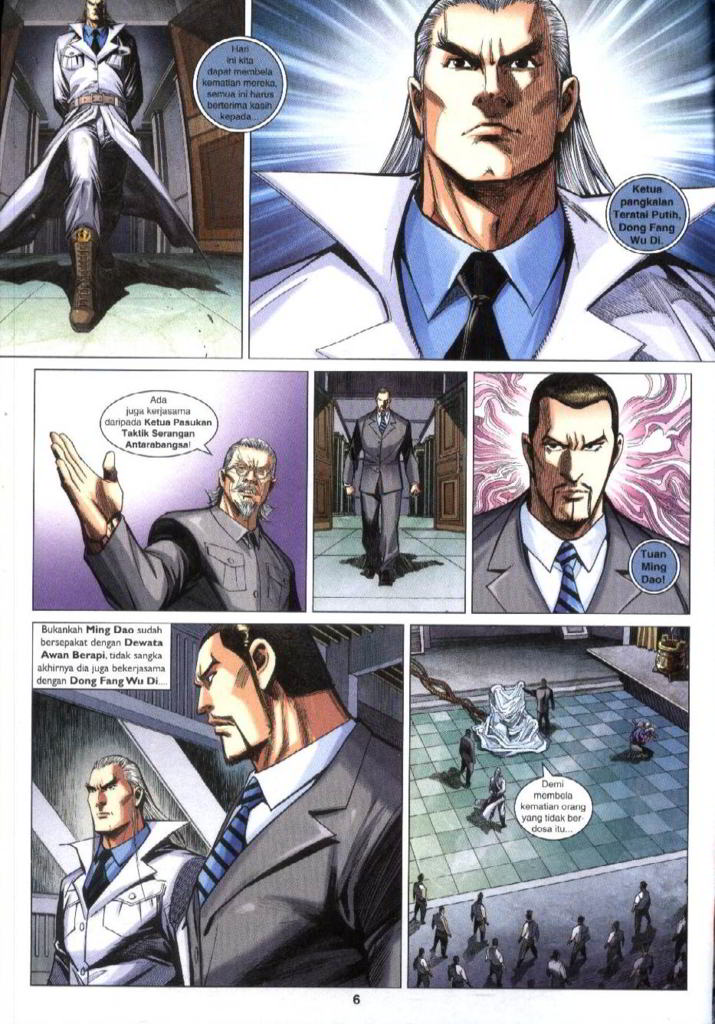 Hari
ini kita
dapat membela
kematian mereka,
semua ini harus
berterima kasih
kepada...
Ketua
pangkalan
Teratai Putih,
Dong Fang
Wu Di.
Ada
juga kerjasama
daripada Ketua Pasukan
Taktik Serangan
Antarabangsa!
Tuan
Ming
Dao!
Bukankah Ming Dao sudah
bersepakat dengan Dewata
Awan Berapi, tidak sangka
akhirnya dia juga bekerjasama
dengan Dong Fang Wu Di....
Demi
membela
kematian orang
yang tidak ber-
dosa itu...
6